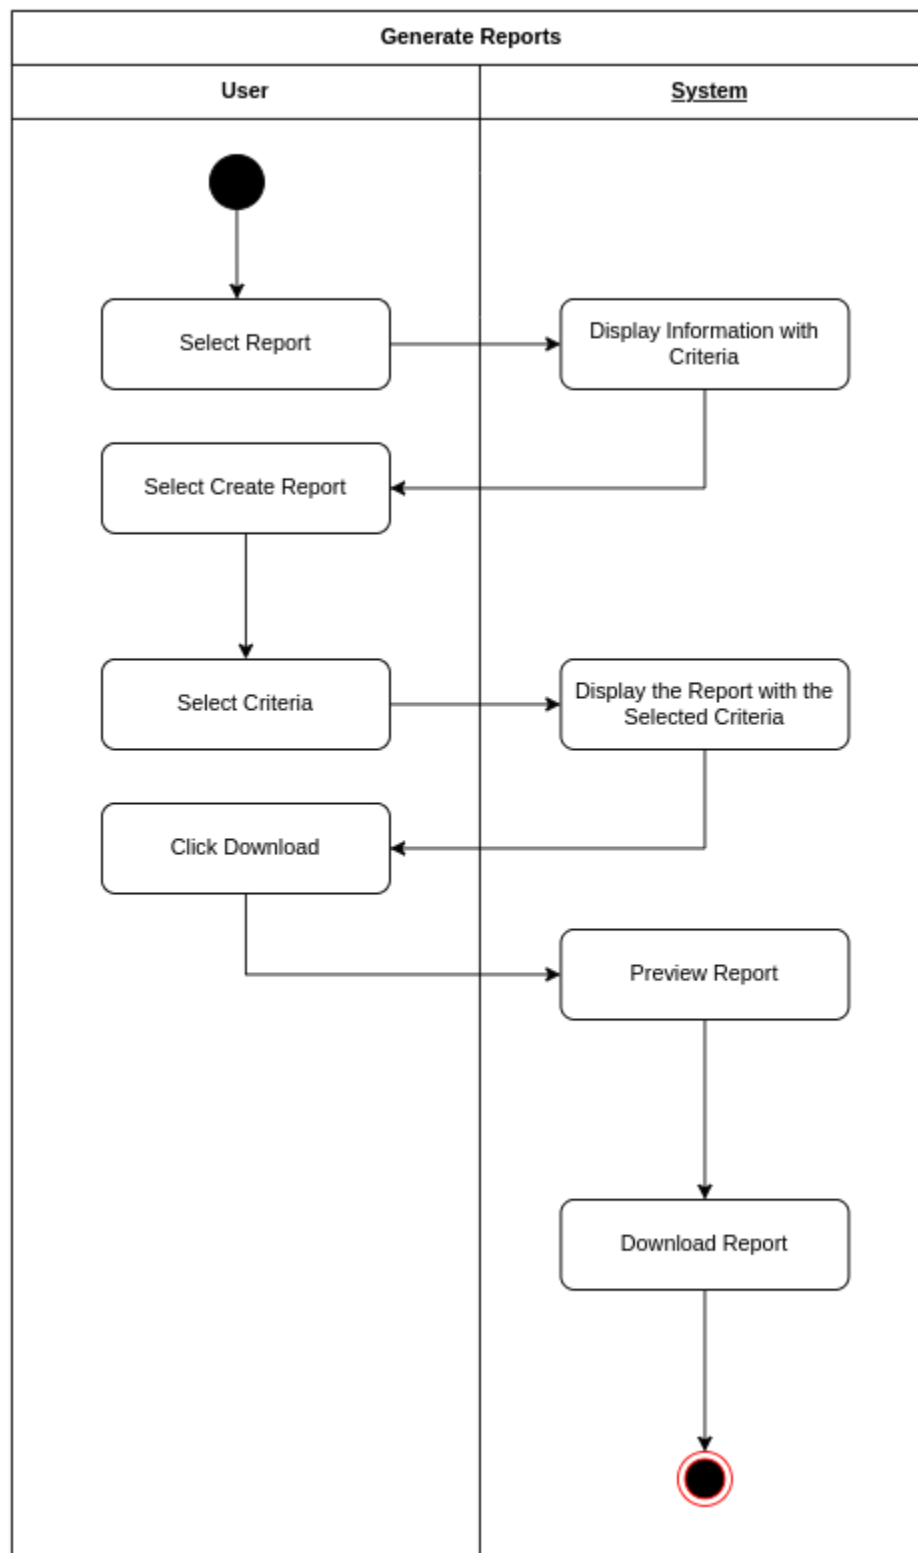 Generate Reports
User
System
Select Report
Display Information with
Criteria
Select Create Report
Select Criteria
Display the Report with the
Selected Criteria
Click Download
Preview Report
Download Report